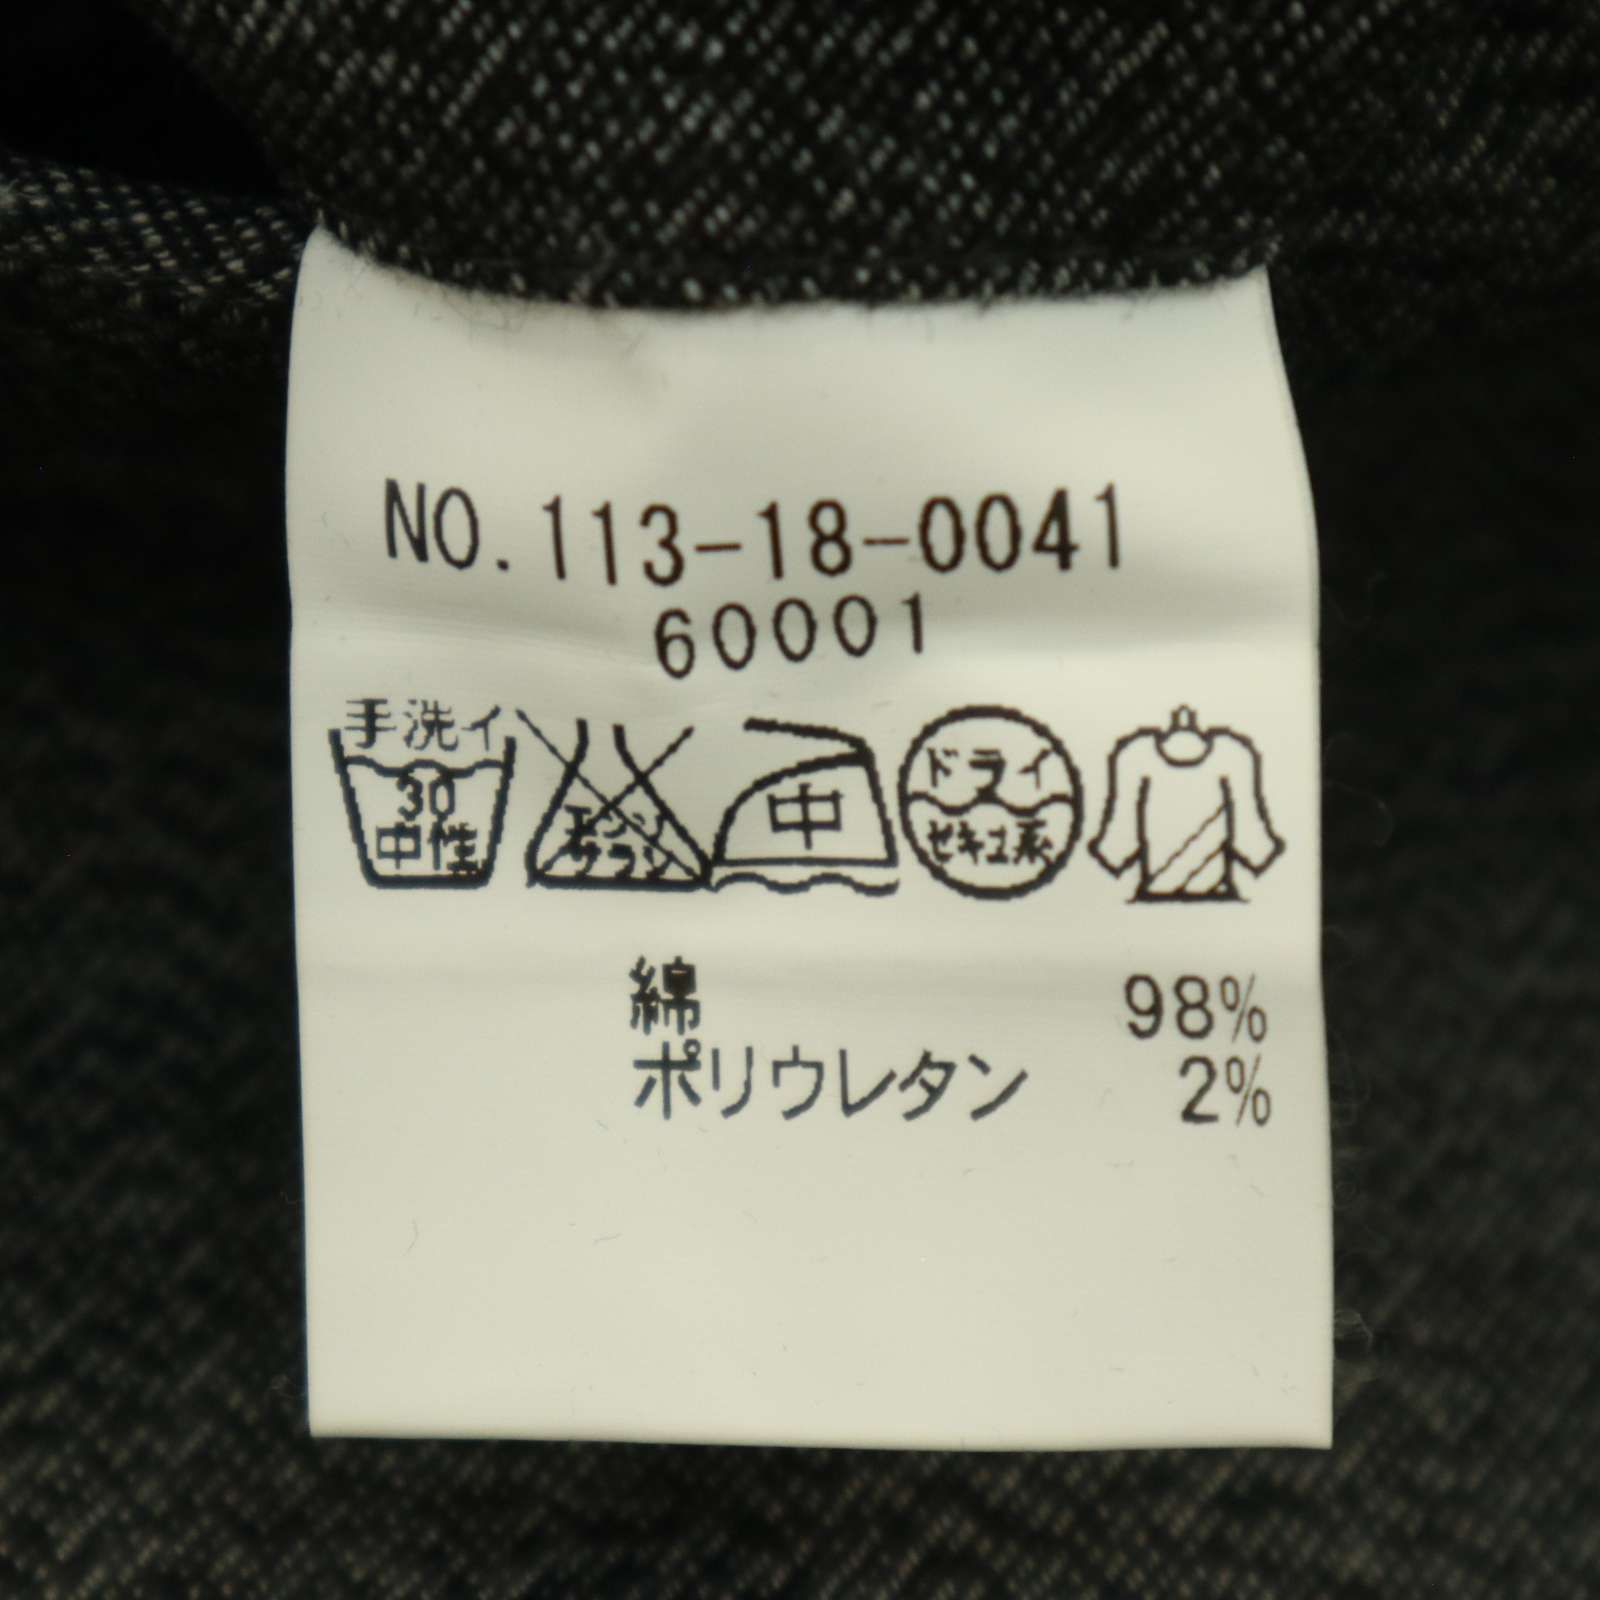 NO.113-18-0041
60001
手洗イ
30
中性
エンソ
サラシ
中
ドライ
セキユ系
綿 98%
ポリウレタン 2%